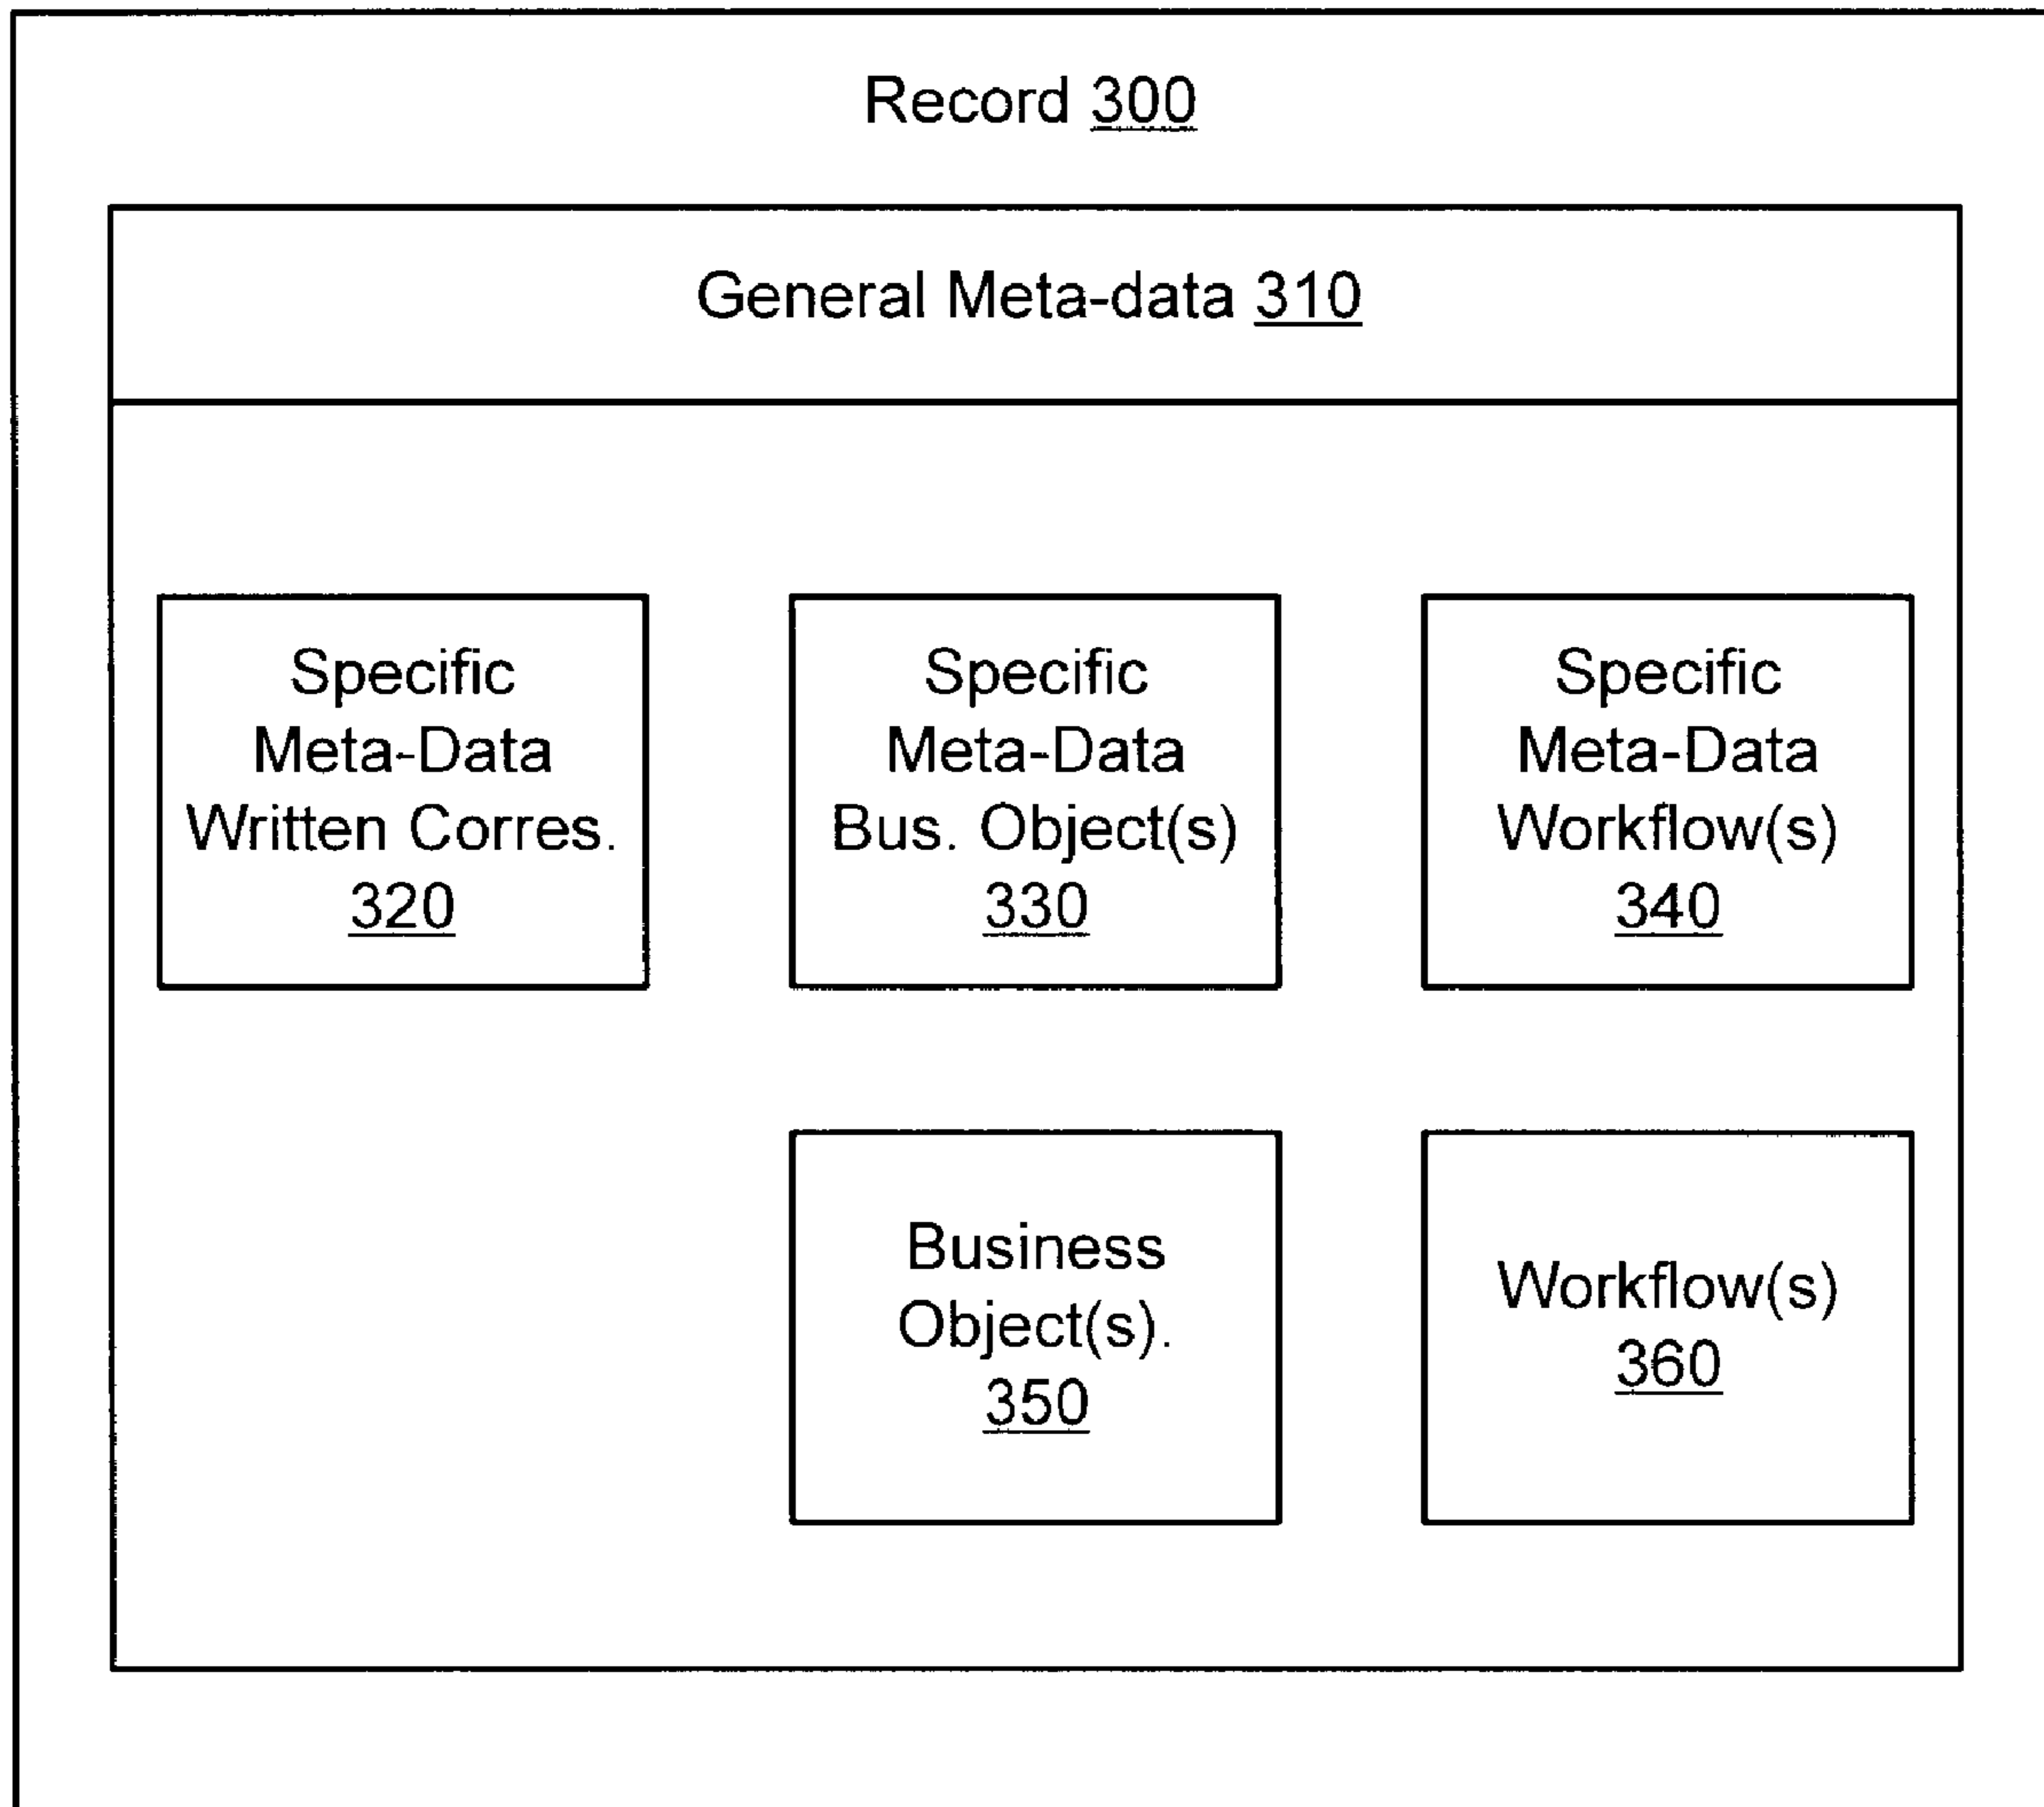 Record 300
General Meta-data 310
Specific
Meta-Data
Written Corres.
320
Specific
Meta-Data
Bus. Object(s)
330
Specific
Meta-Data
Workflow(s)
340
Business
Object(s).
350
Workflow(s)
360